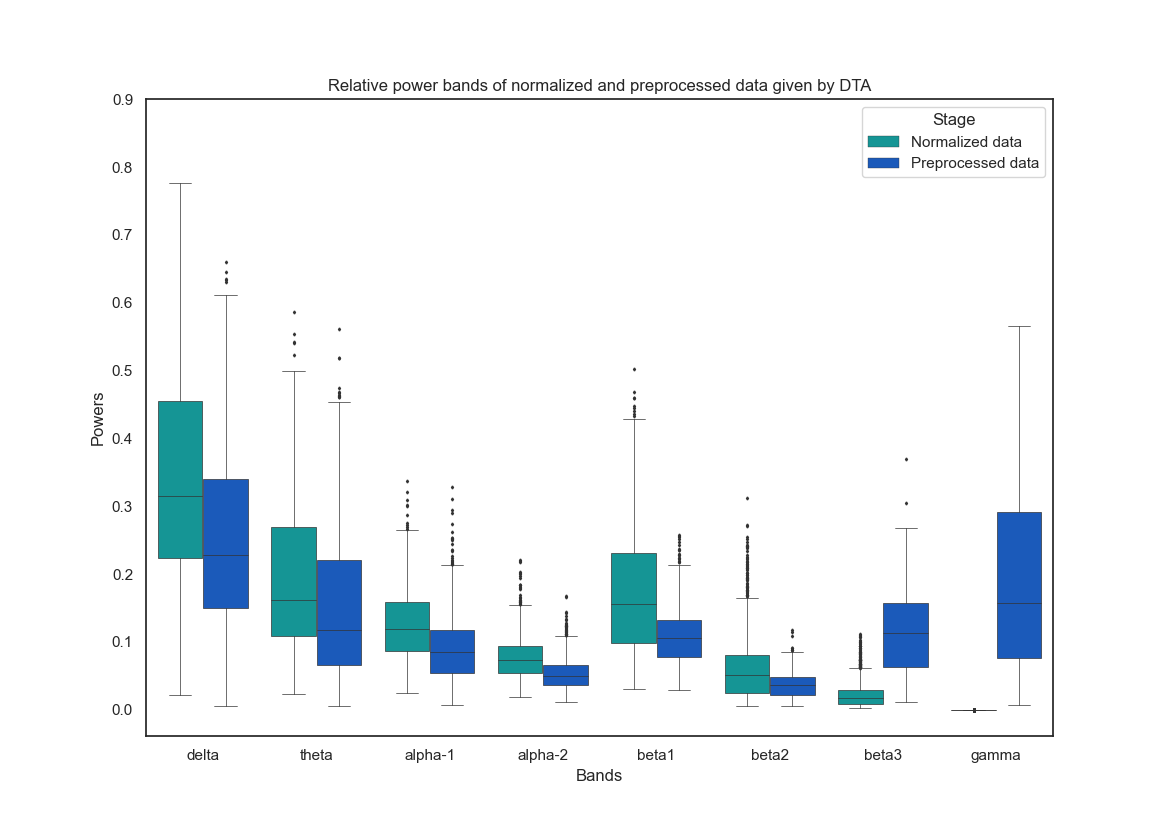 Relative power bands of normalized and preprocessed data given by DTA
0.9
0.8
0.7
0.6
0.5
0.4
0.3
0.2
0.1
0.0
Powers
Stage
Normalized data
Preprocessed data
delta theta alpha-1 alpha-2 beta1 beta2 beta3 gamma
Bands